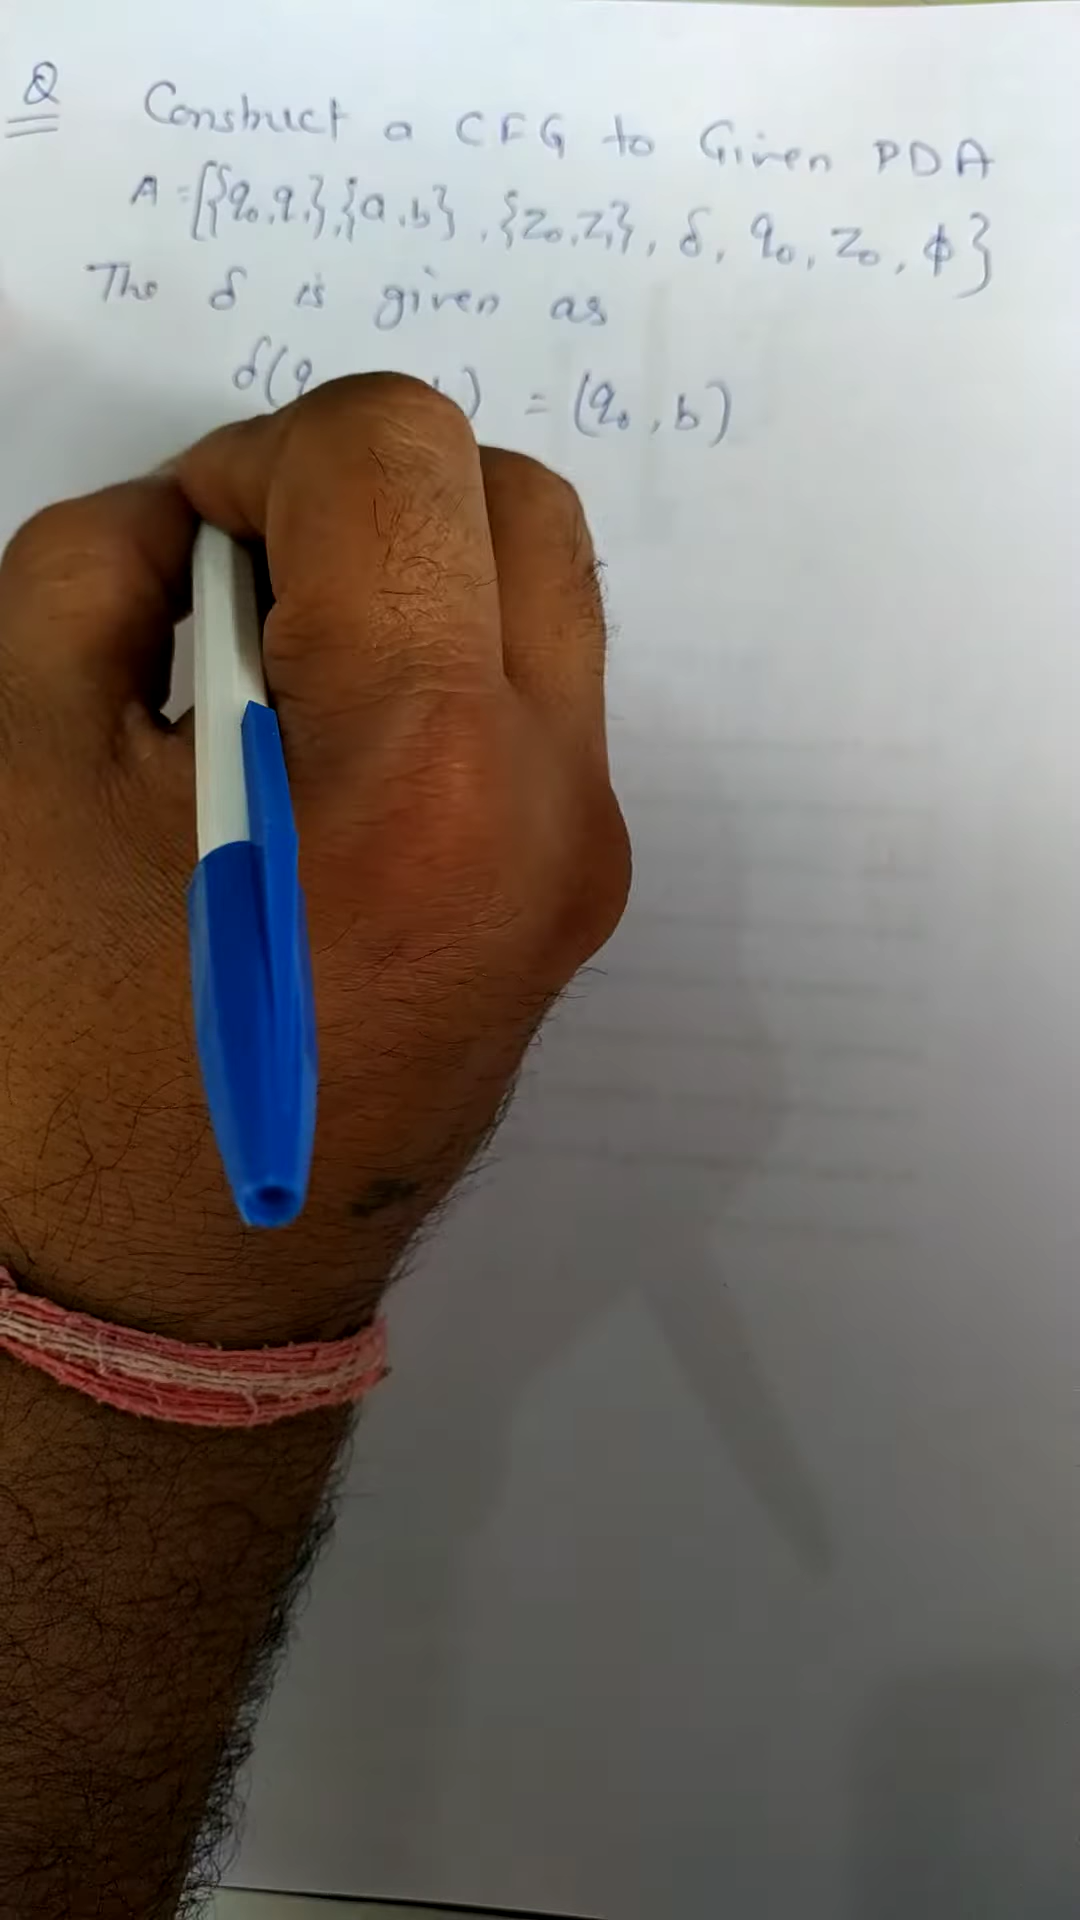 Q Construct a CFG to Given PDA
A = [{q0, q1}, {a, b}, {z0, z1}, δ, q0, z0, φ}
The δ is given as
δ(q ) = (q0, b)